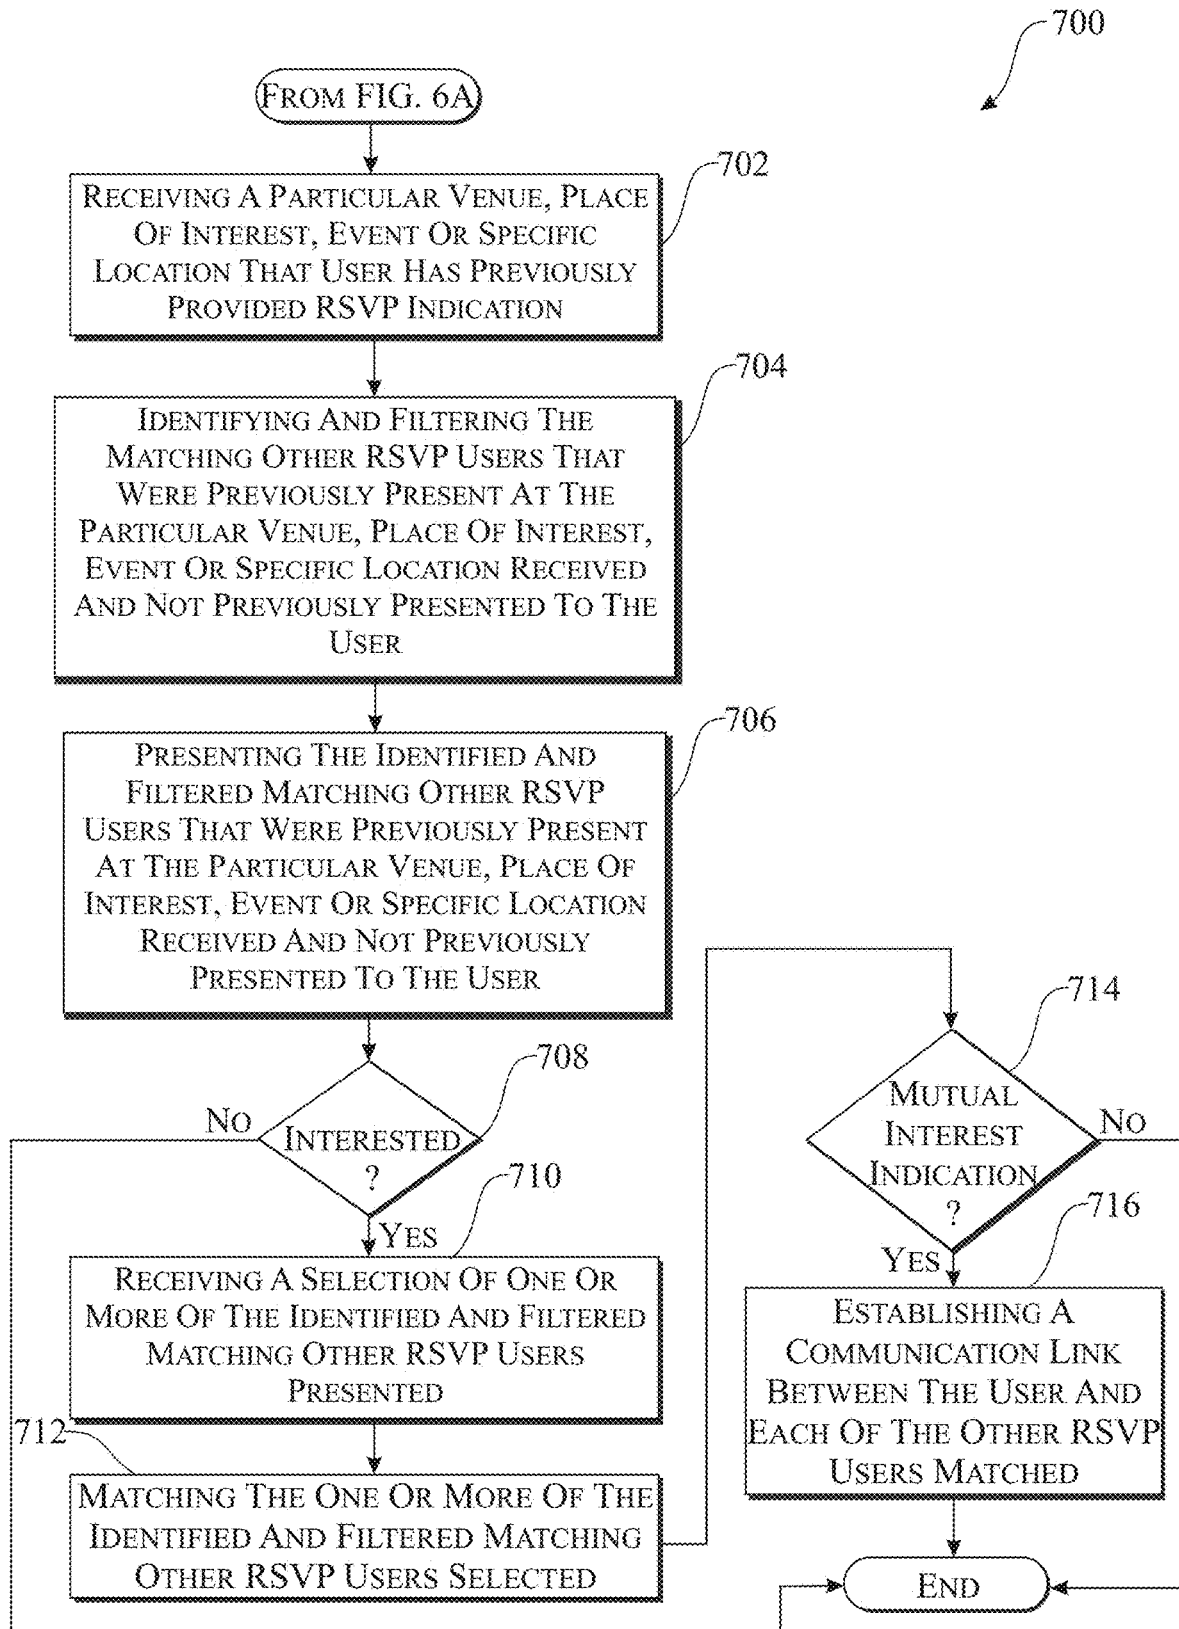 700
FROM FIG. 6A
702
RECEIVING A PARTICULAR VENUE, PLACE
OF INTEREST, EVENT OR SPECIFIC
LOCATION THAT USER HAS PREVIOUSLY
PROVIDED RSVP INDICATION
704
IDENTIFYING AND FILTERING THE
MATCHING OTHER RSVP USERS THAT
WERE PREVIOUSLY PRESENT AT THE
PARTICULAR VENUE, PLACE OF INTEREST,
EVENT OR SPECIFIC LOCATION RECEIVED
AND NOT PREVIOUSLY PRESENTED TO THE
USER
706
PRESENTING THE IDENTIFIED AND
FILTERED MATCHING OTHER RSVP
USERS THAT WERE PREVIOUSLY PRESENT
AT THE PARTICULAR VENUE, PLACE OF
INTEREST, EVENT OR SPECIFIC LOCATION
RECEIVED AND NOT PREVIOUSLY
PRESENTED TO THE USER
708
NO
INTERESTED
?
YES
710
RECEIVING A SELECTION OF ONE OR
MORE OF THE IDENTIFIED AND FILTERED
MATCHING OTHER RSVP USERS
PRESENTED
712
MATCHING THE ONE OR MORE OF THE
IDENTIFIED AND FILTERED MATCHING
OTHER RSVP USERS SELECTED
714
MUTUAL
INTEREST
INDICATION
?
NO
YES
716
ESTABLISHING A
COMMUNICATION LINK
BETWEEN THE USER AND
EACH OF THE OTHER RSVP
USERS MATCHED
END